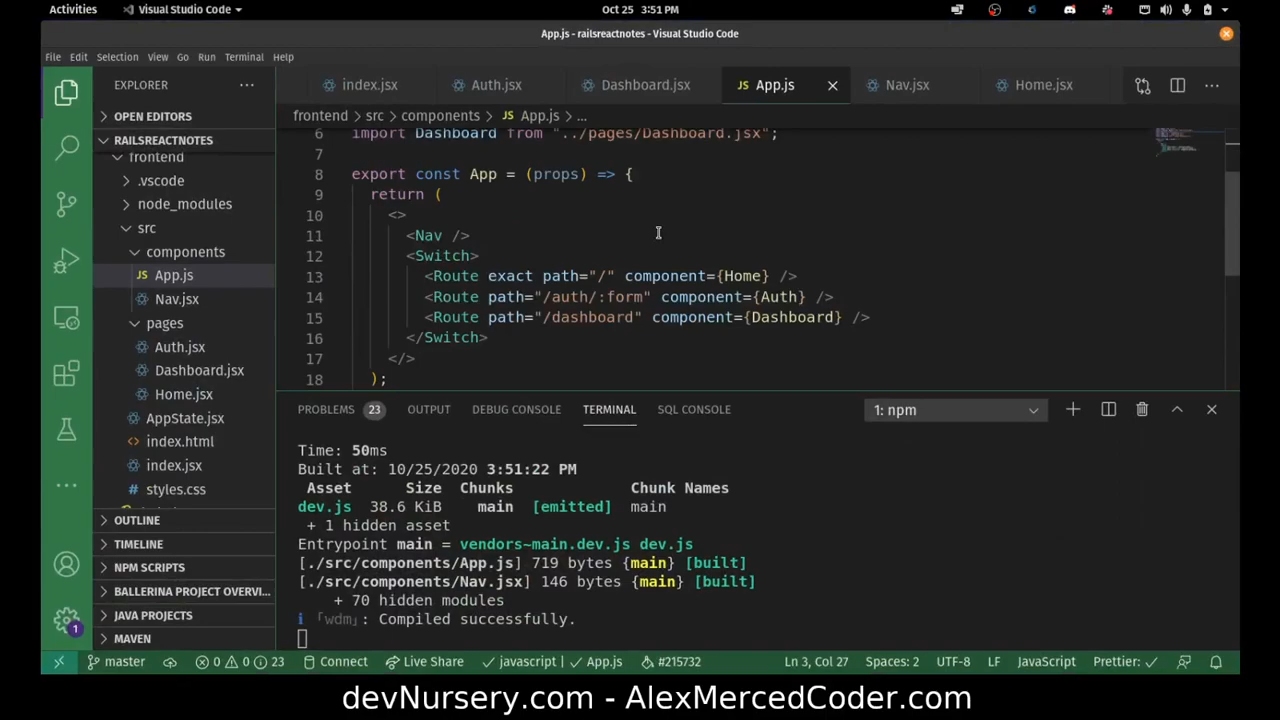 Activities Visual Studio Code Oct 25 3:51 PM
App.js - railsreactnotes - Visual Studio Code
File Edit Selection View Go Run Terminal Help
EXPLORER index.jsx Auth.jsx Dashboard.jsx App.js Nav.jsx Home.jsx
frontend > src > components > App.js > ...
OPEN EDITORS
RAILSREACTNOTES
frontend
.vscode
node_modules
src
components
App.js
Nav.jsx
pages
Auth.jsx
Dashboard.jsx
Home.jsx
AppState.jsx
index.html
index.jsx
styles.css
OUTLINE
TIMELINE
NPM SCRIPTS
BALLERINA PROJECT OVERVI...
JAVA PROJECTS
MAVEN
6 import Dashboard from "../pages/Dashboard.jsx";
7
8 export const App = (props) => {
9 return (
10 <>
11 <Nav />
12 <Switch>
13 <Route exact path="/" component={Home} />
14 <Route path="/auth/:form" component={Auth} />
15 <Route path="/dashboard" component={Dashboard} />
16 </Switch>
17 </>
18 );
PROBLEMS 23 OUTPUT DEBUG CONSOLE TERMINAL SQL CONSOLE 1: npm
Time: 50ms
Built at: 10/25/2020 3:51:22 PM
Asset Size Chunks Chunk Names
dev.js 38.6 KiB main [emitted] main
+ 1 hidden asset
Entrypoint main = vendors~main.dev.js dev.js
[./src/components/App.js] 719 bytes {main} [built]
[./src/components/Nav.jsx] 146 bytes {main} [built]
+ 70 hidden modules
ℹ ｢wdm｣: Compiled successfully.
1
master 0 0 23 Connect Live Share javascript | App.js #215732 Ln 3, Col 27 Spaces: 2 UTF-8 LF JavaScript Prettier: ✓
devNursery.com - AlexMercedCoder.com